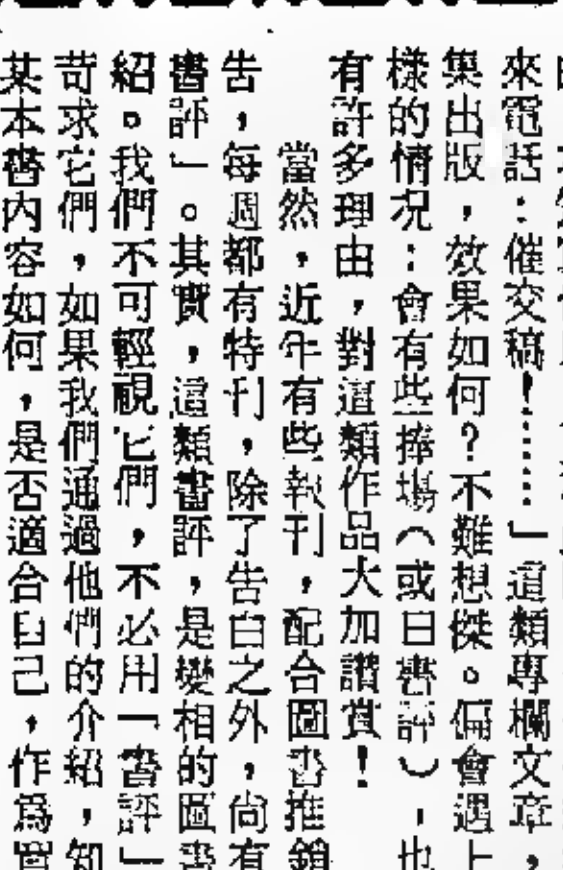 來電話：催交稿！……」這類專欄文章，
集出版，效果如何？不難想傑。偏會遇上
樣的情況：會有些捧場（或曰書評），也
有許多理由，對這類作品大加讚賞！
當然，近年有些報刊，配合圖書推銷
告，每週都有特刊，除了告白之外，尚有
書評」。其實，這類書評，是變相的圖書
紹。我們不可輕視它們，不必用「書評」
苛求它們，如果我們通過他們的介紹，知
某本書內容如何，是否適合自己，作爲